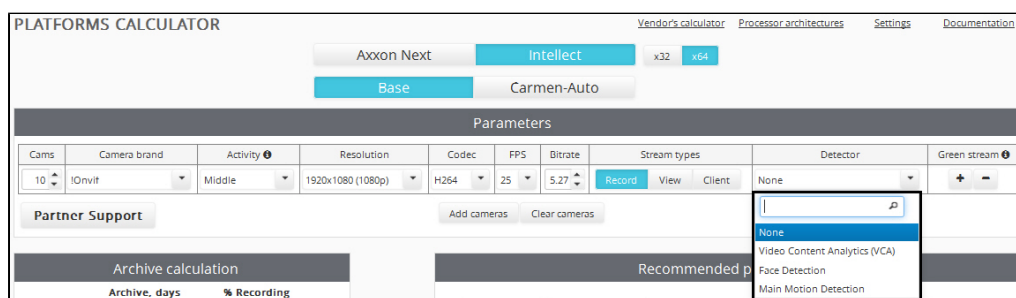 PLATFORMS CALCULATOR
Vendor's calculator Processor architectures Settings Documentation
Axxon Next Intellect x32 x64
Base Carmen-Auto
Parameters
Cams Camera brand Activity Resolution Codec FPS Bitrate Stream types Detector Green stream
10 !Onvif Middle 1920x1080 (1080p) H264 25 5.27 Record View Client None + -
Partner Support Add cameras Clear cameras
None
Video Content Analytics (VCA)
Archive calculation Recommended p Face Detection
Archive, days % Recording Main Motion Detection